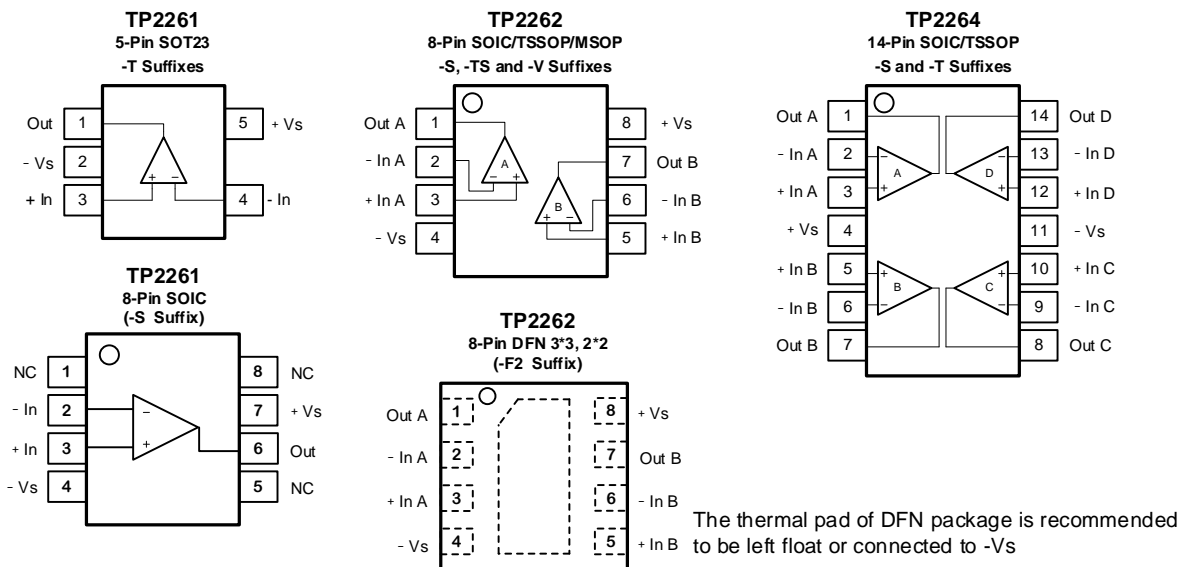 TP2261
5-Pin SOT23
-T Suffixes
Out 1
- Vs 2
+ In 3
5 + Vs
4 - In
+ -
TP2262
8-Pin SOIC/TSSOP/MSOP
-S, -TS and -V Suffixes
Out A 1
- In A 2
+ In A 3
- Vs 4
8 + Vs
7 Out B
6 - In B
5 + In B
A
- +
B
+ -
TP2264
14-Pin SOIC/TSSOP
-S and -T Suffixes
Out A 1
- In A 2
+ In A 3
+ Vs 4
+ In B 5
- In B 6
Out B 7
14 Out D
13 - In D
12 + In D
11 - Vs
10 + In C
9 - In C
8 Out C
- A +
- D +
+ B -
+ C -
TP2261
8-Pin SOIC
(-S Suffix)
NC 1
- In 2
+ In 3
- Vs 4
8 NC
7 + Vs
6 Out
5 NC
-
+
TP2262
8-Pin DFN 3*3, 2*2
(-F2 Suffix)
Out A 1
- In A 2
+ In A 3
- Vs 4
8 + Vs
7 Out B
6 - In B
5 + In B
The thermal pad of DFN package is recommended
to be left float or connected to -Vs